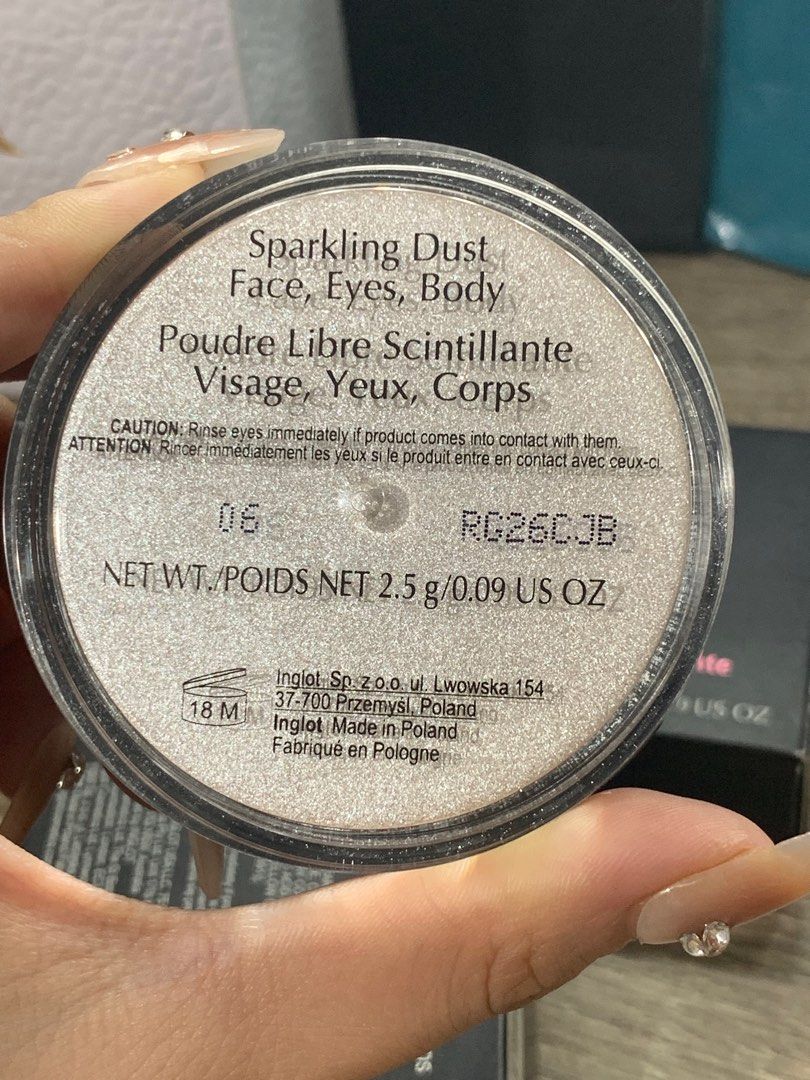 Sparkling Dust
Face, Eyes, Body
Poudre Libre Scintillante
Visage, Yeux, Corps
CAUTION: Rinse eyes immediately if product comes into contact with them.
ATTENTION Rincer immédiatement les yeux si le produit entre en contact avec ceux-ci.
06 RG26CJB
NET WT./POIDS NET 2.5 g/0.09 US OZ
18 M
Inglot Sp. z o.o. ul. Lwowska 154
37-700 Przemyśl, Poland
Inglot Made in Poland
Fabriqué en Pologne
US OZ